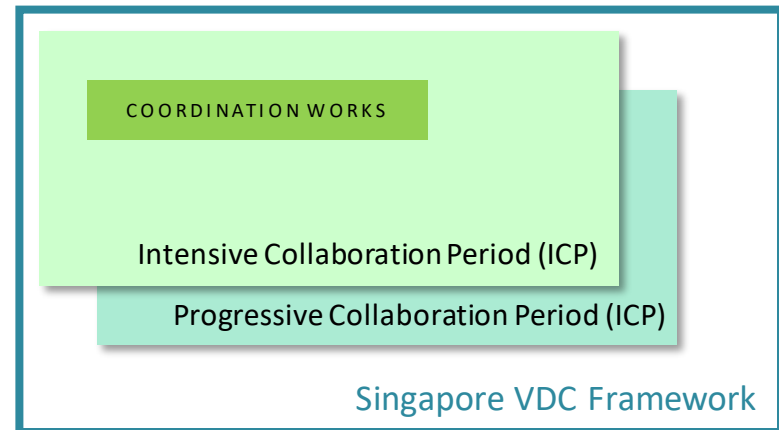 COORDINATION WORKS
Intensive Collaboration Period (ICP)
Progressive Collaboration Period (ICP)
Singapore VDC Framework